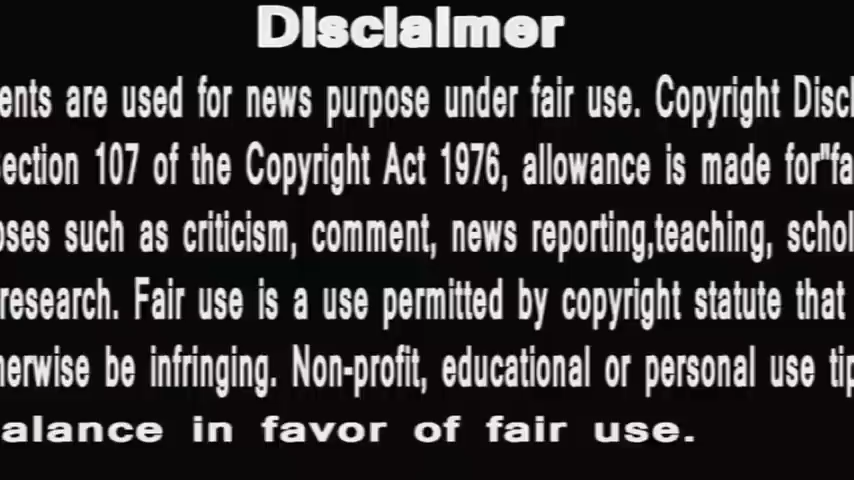 Disclaimer
ents are used for news purpose under fair use. Copyright Discl
ection 107 of the Copyright Act 1976, allowance is made for"fa
oses such as criticism, comment, news reporting,teaching, schol
research. Fair use is a use permitted by copyright statute that
herwise be infringing. Non-profit, educational or personal use tip
alance in favor of fair use.